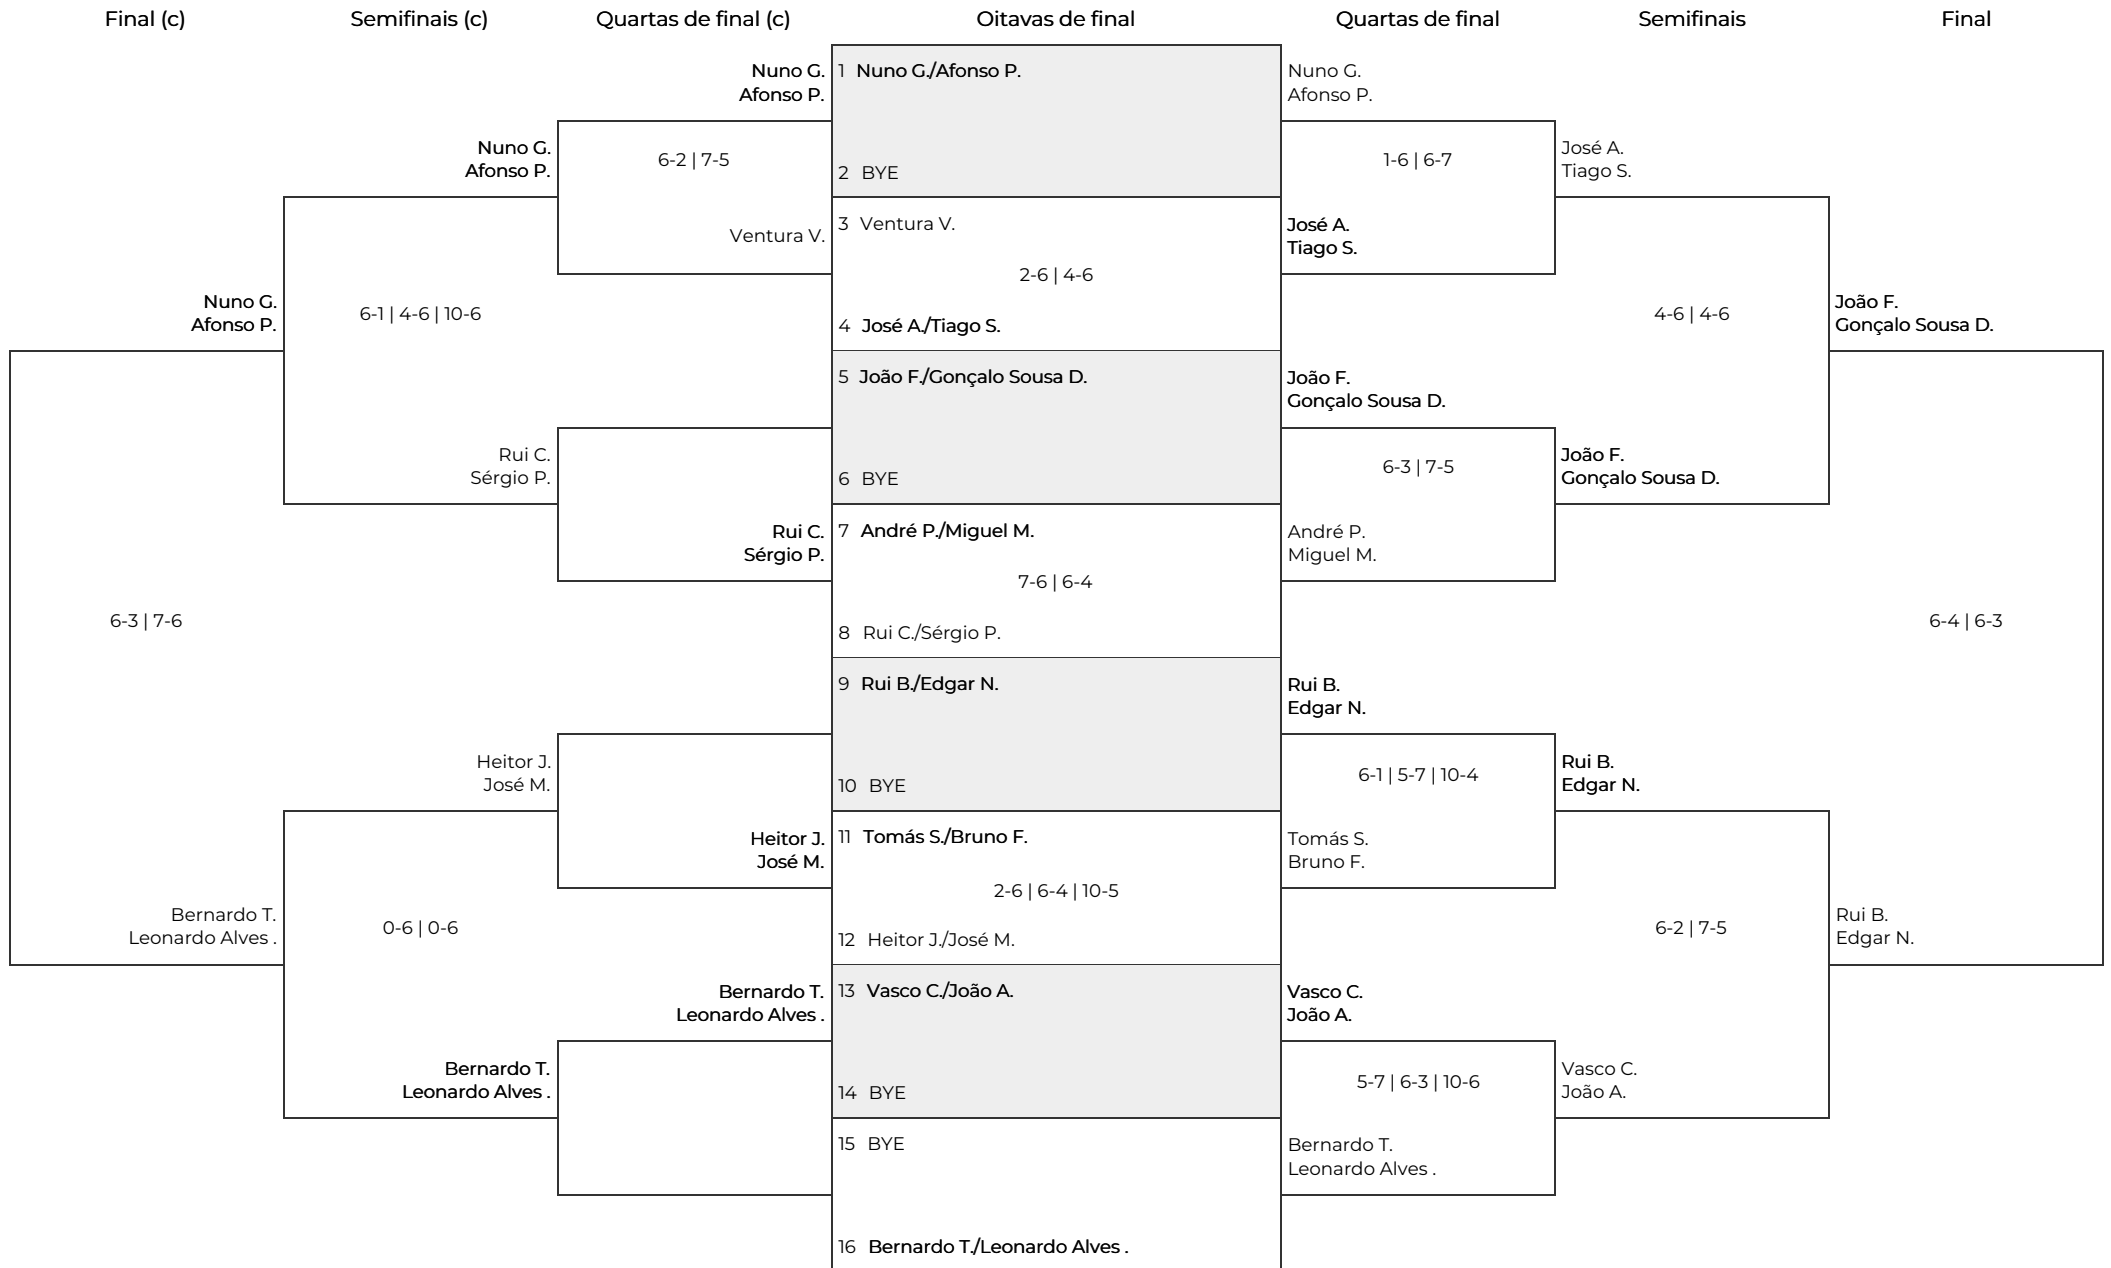 Final (c)
Semifinais (c)
Quartas de final (c)
Oitavas de final
Quartas de final
Semifinais
Final
Nuno G.
Afonso P.
6-3 | 7-6
Bernardo T.
Leonardo Alves .
Nuno G.
Afonso P.
6-1 | 4-6 | 10-6
Rui C.
Sérgio P.
Heitor J.
José M.
0-6 | 0-6
Bernardo T.
Leonardo Alves .
Nuno G.
Afonso P.
6-2 | 7-5
Ventura V.
Rui C.
Sérgio P.
Heitor J.
José M.
Bernardo T.
Leonardo Alves .
1 Nuno G./Afonso P.
2 BYE
3 Ventura V.
2-6 | 4-6
4 José A./Tiago S.
5 João F./Gonçalo Sousa D.
6 BYE
7 André P./Miguel M.
7-6 | 6-4
8 Rui C./Sérgio P.
9 Rui B./Edgar N.
10 BYE
11 Tomás S./Bruno F.
2-6 | 6-4 | 10-5
12 Heitor J./José M.
13 Vasco C./João A.
14 BYE
15 BYE
16 Bernardo T./Leonardo Alves .
Nuno G.
Afonso P.
1-6 | 6-7
José A.
Tiago S.
João F.
Gonçalo Sousa D.
6-3 | 7-5
André P.
Miguel M.
Rui B.
Edgar N.
6-1 | 5-7 | 10-4
Tomás S.
Bruno F.
Vasco C.
João A.
5-7 | 6-3 | 10-6
Bernardo T.
Leonardo Alves .
José A.
Tiago S.
4-6 | 4-6
João F.
Gonçalo Sousa D.
Rui B.
Edgar N.
6-2 | 7-5
Vasco C.
João A.
João F.
Gonçalo Sousa D.
6-4 | 6-3
Rui B.
Edgar N.